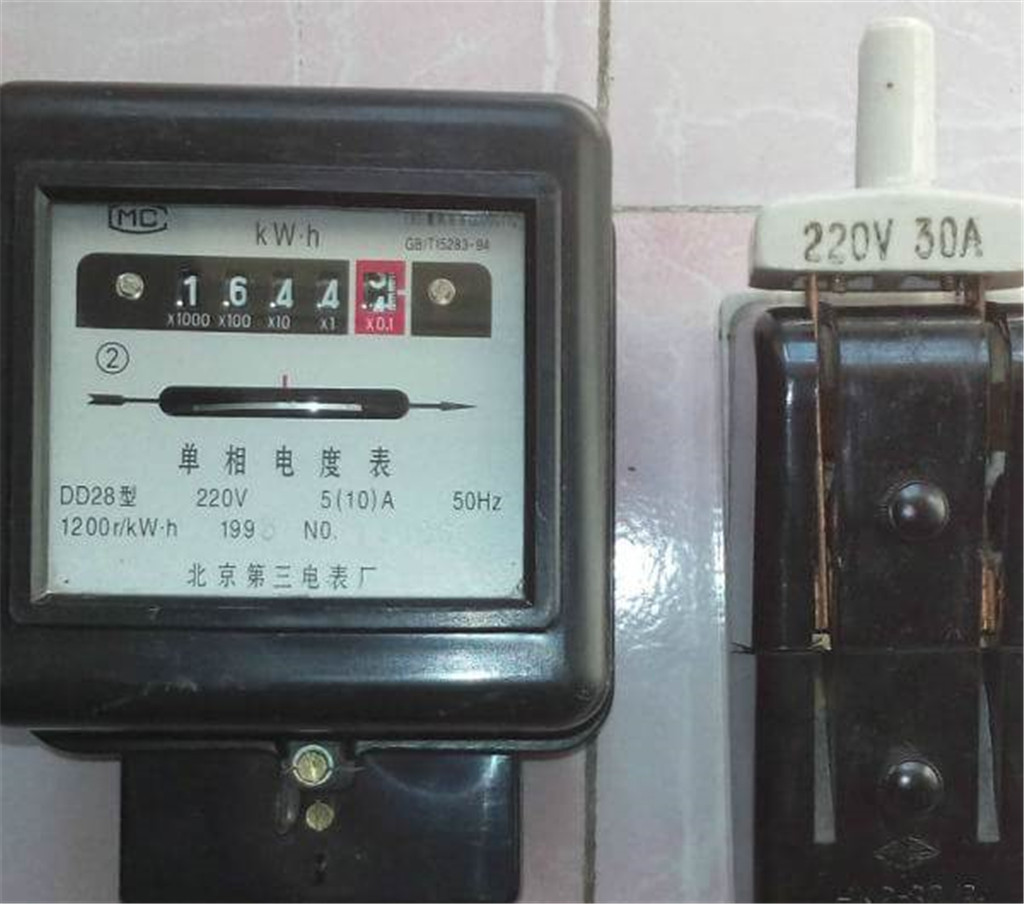 MC
kW·h
GB/T15283-94
1 6 4 4
x1000 x100 x10 x1 x0.1
②
单相电度表
DD28型 220V 5(10)A 50Hz
1200r/kW·h 199 NO.
北京第三电表厂
220V 30A